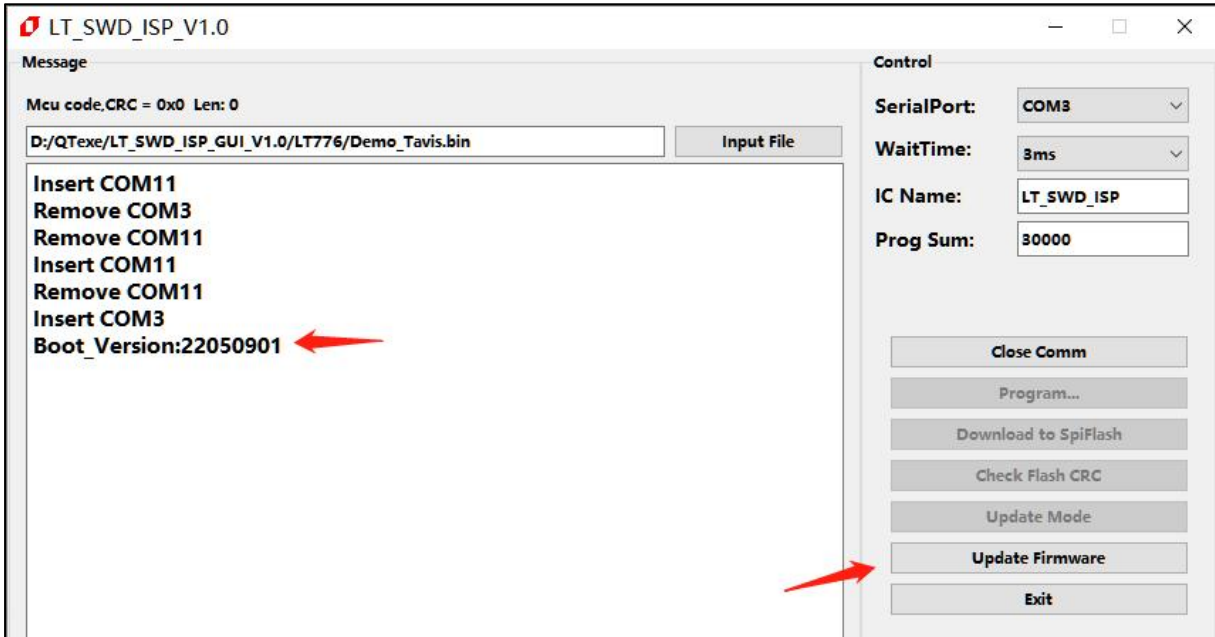 LT_SWD_ISP_V1.0
Message
Mcu code,CRC = 0x0 Len: 0
D:/QTexe/LT_SWD_ISP_GUI_V1.0/LT776/Demo_Tavis.bin
Input File
Insert COM11
Remove COM3
Remove COM11
Insert COM11
Remove COM11
Insert COM3
Boot_Version:22050901
Control
SerialPort: COM3
WaitTime: 3ms
IC Name: LT_SWD_ISP
Prog Sum: 30000
Close Comm
Program...
Download to SpiFlash
Check Flash CRC
Update Mode
Update Firmware
Exit